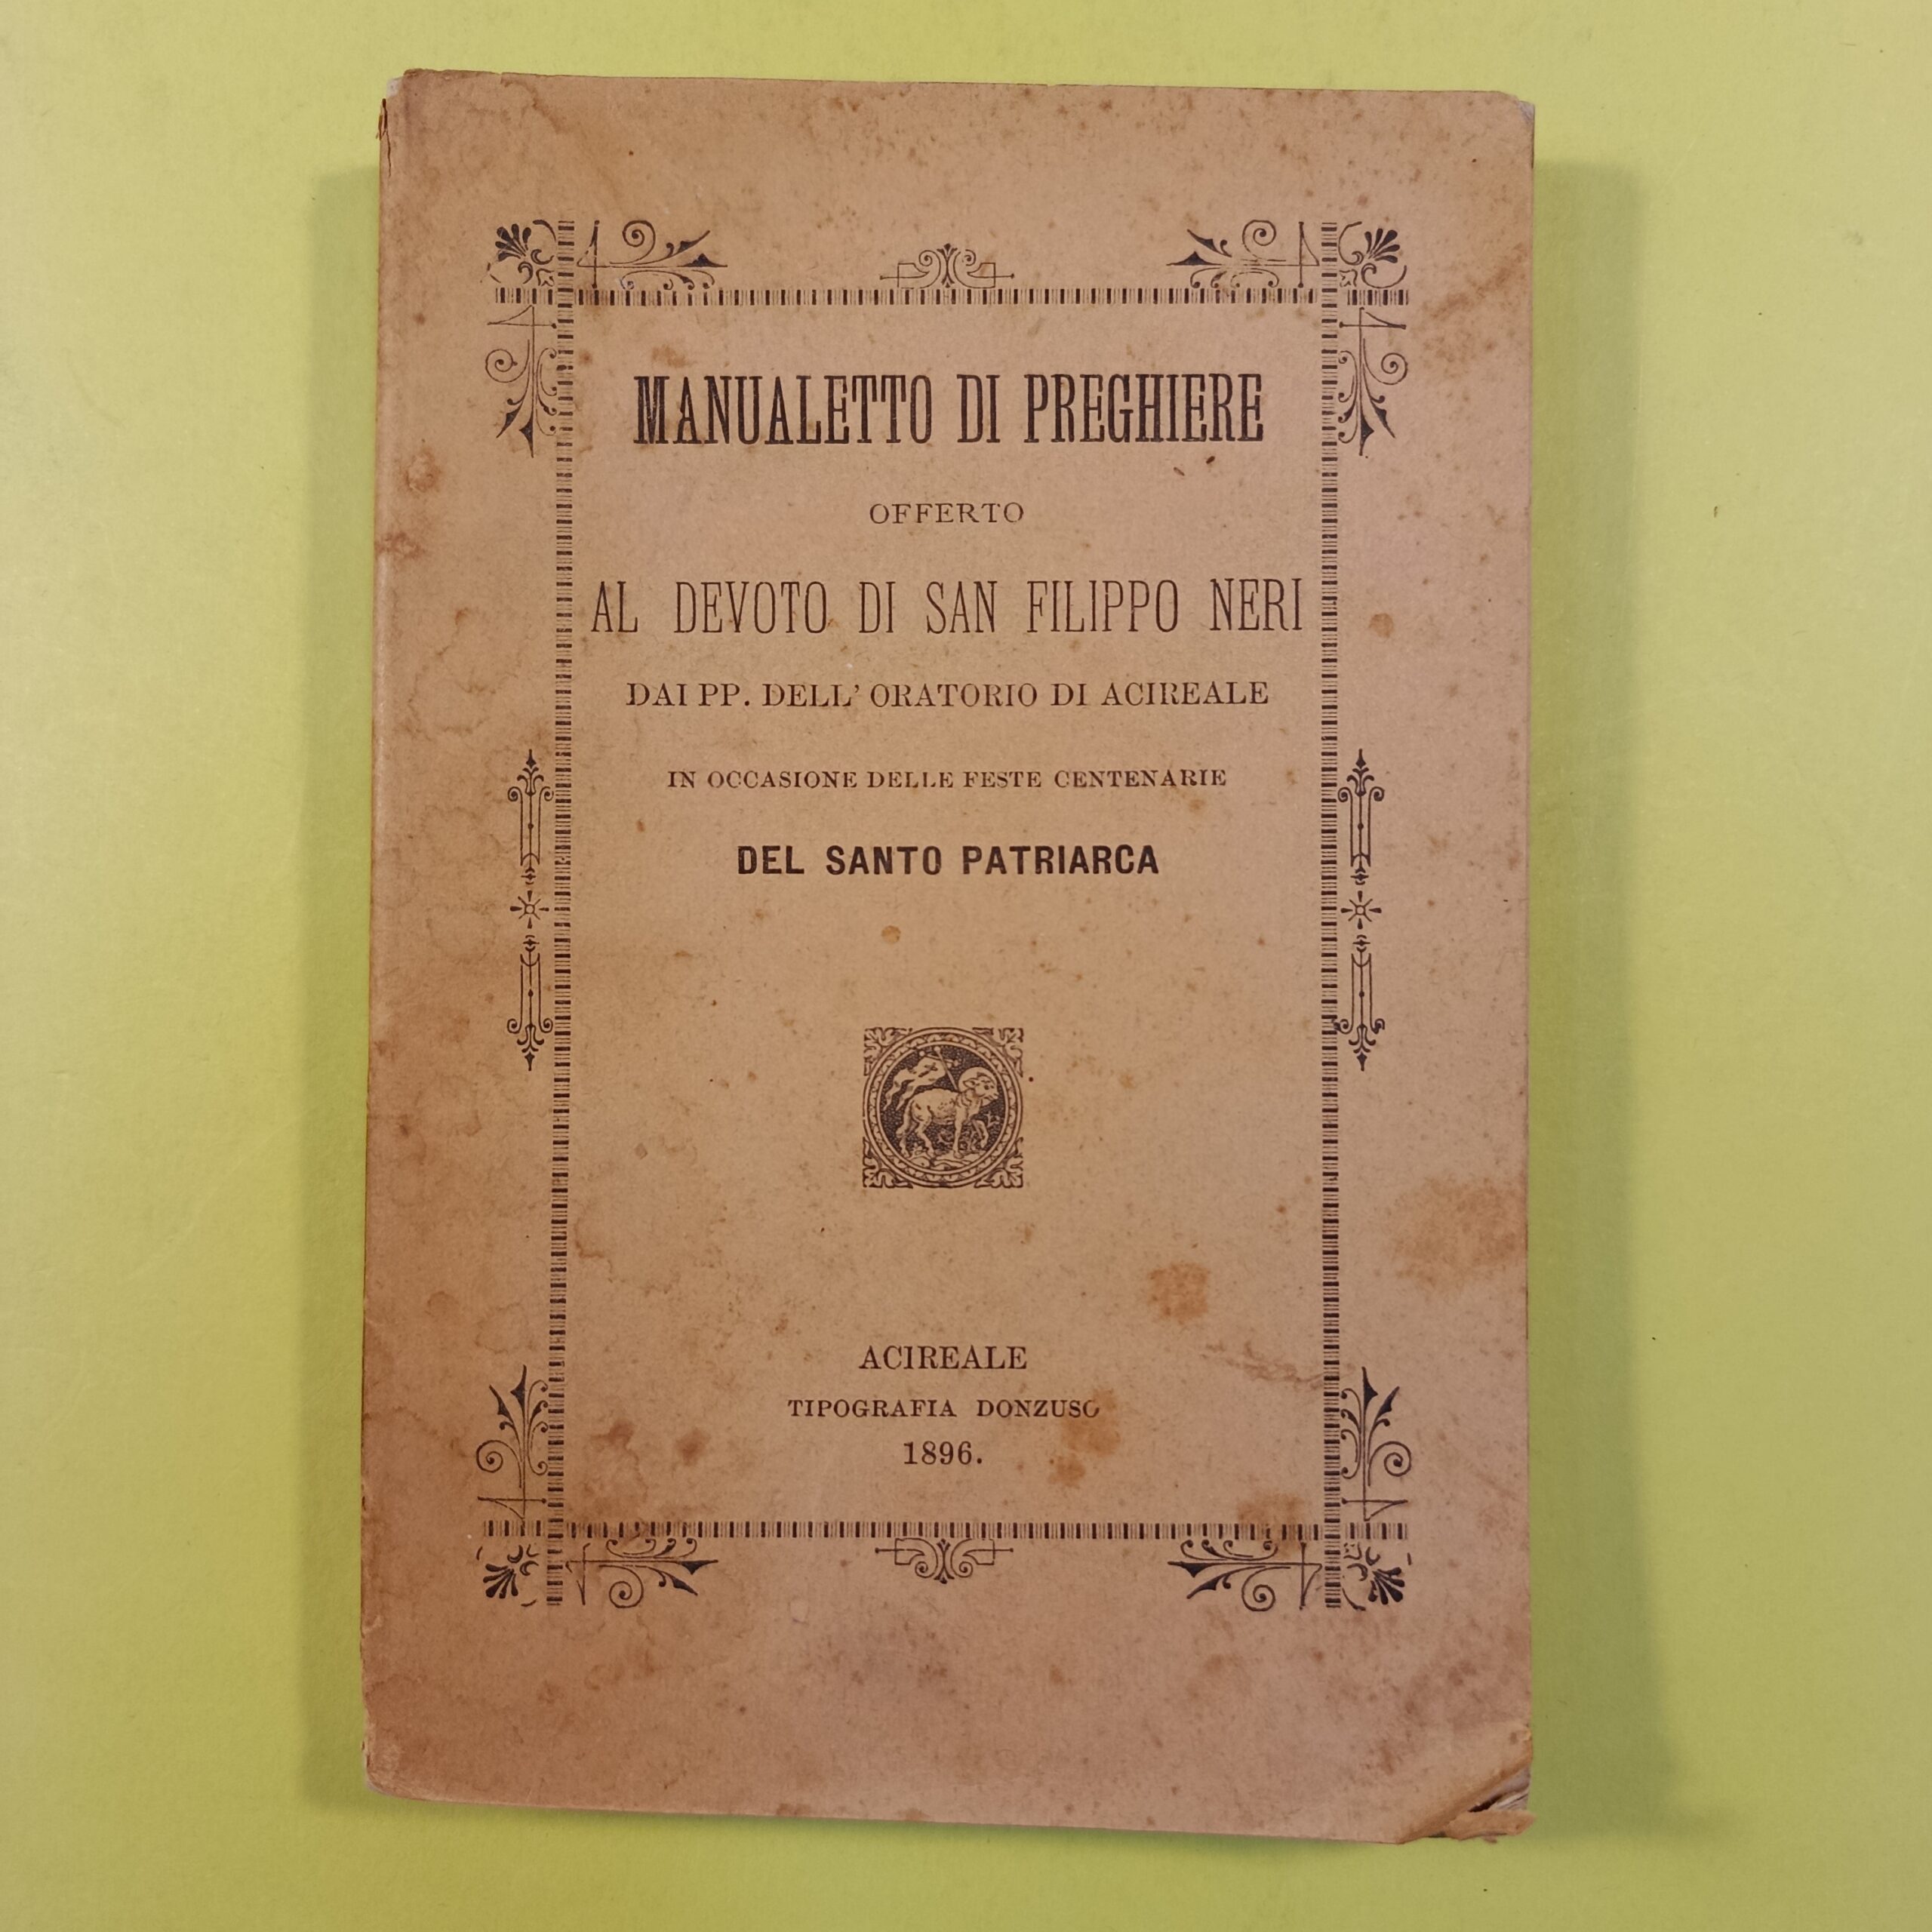 MANUALETTO DI PREGHIERE
OFFERTO
AL DEVOTO DI SAN FILIPPO NERI
DAI PP. DELL' ORATORIO DI ACIREALE
IN OCCASIONE DELLE FESTE CENTENARIE
DEL SANTO PATRIARCA
ACIREALE
TIPOGRAFIA DONZUSO
1896.